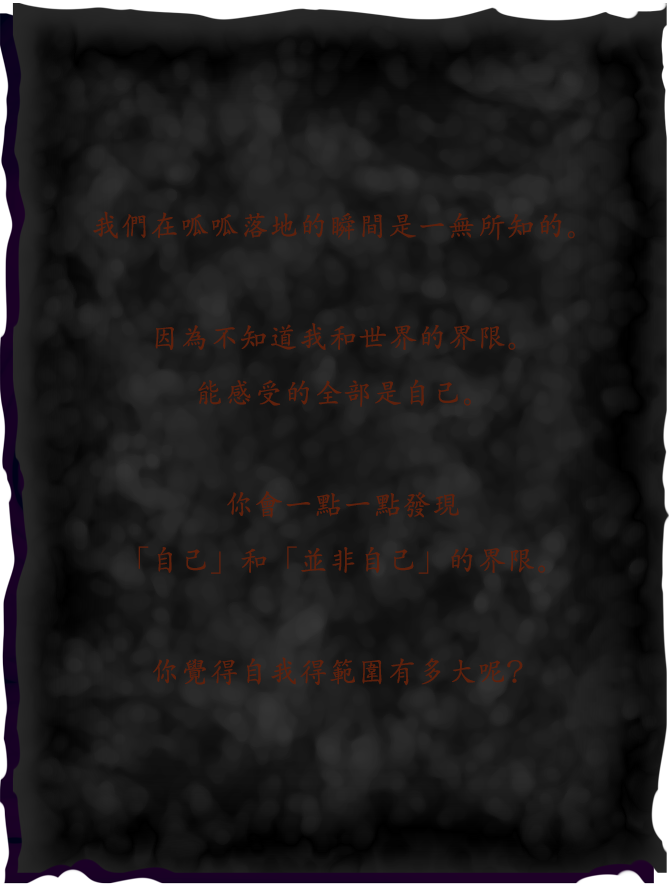 我們在呱呱落地的瞬間是一無所知的。
因為不知道我和世界的界限。
能感受的全部是自己。
你會一點一點發現
「自己」和「並非自己」的界限。
你覺得自我得範圍有多大呢?